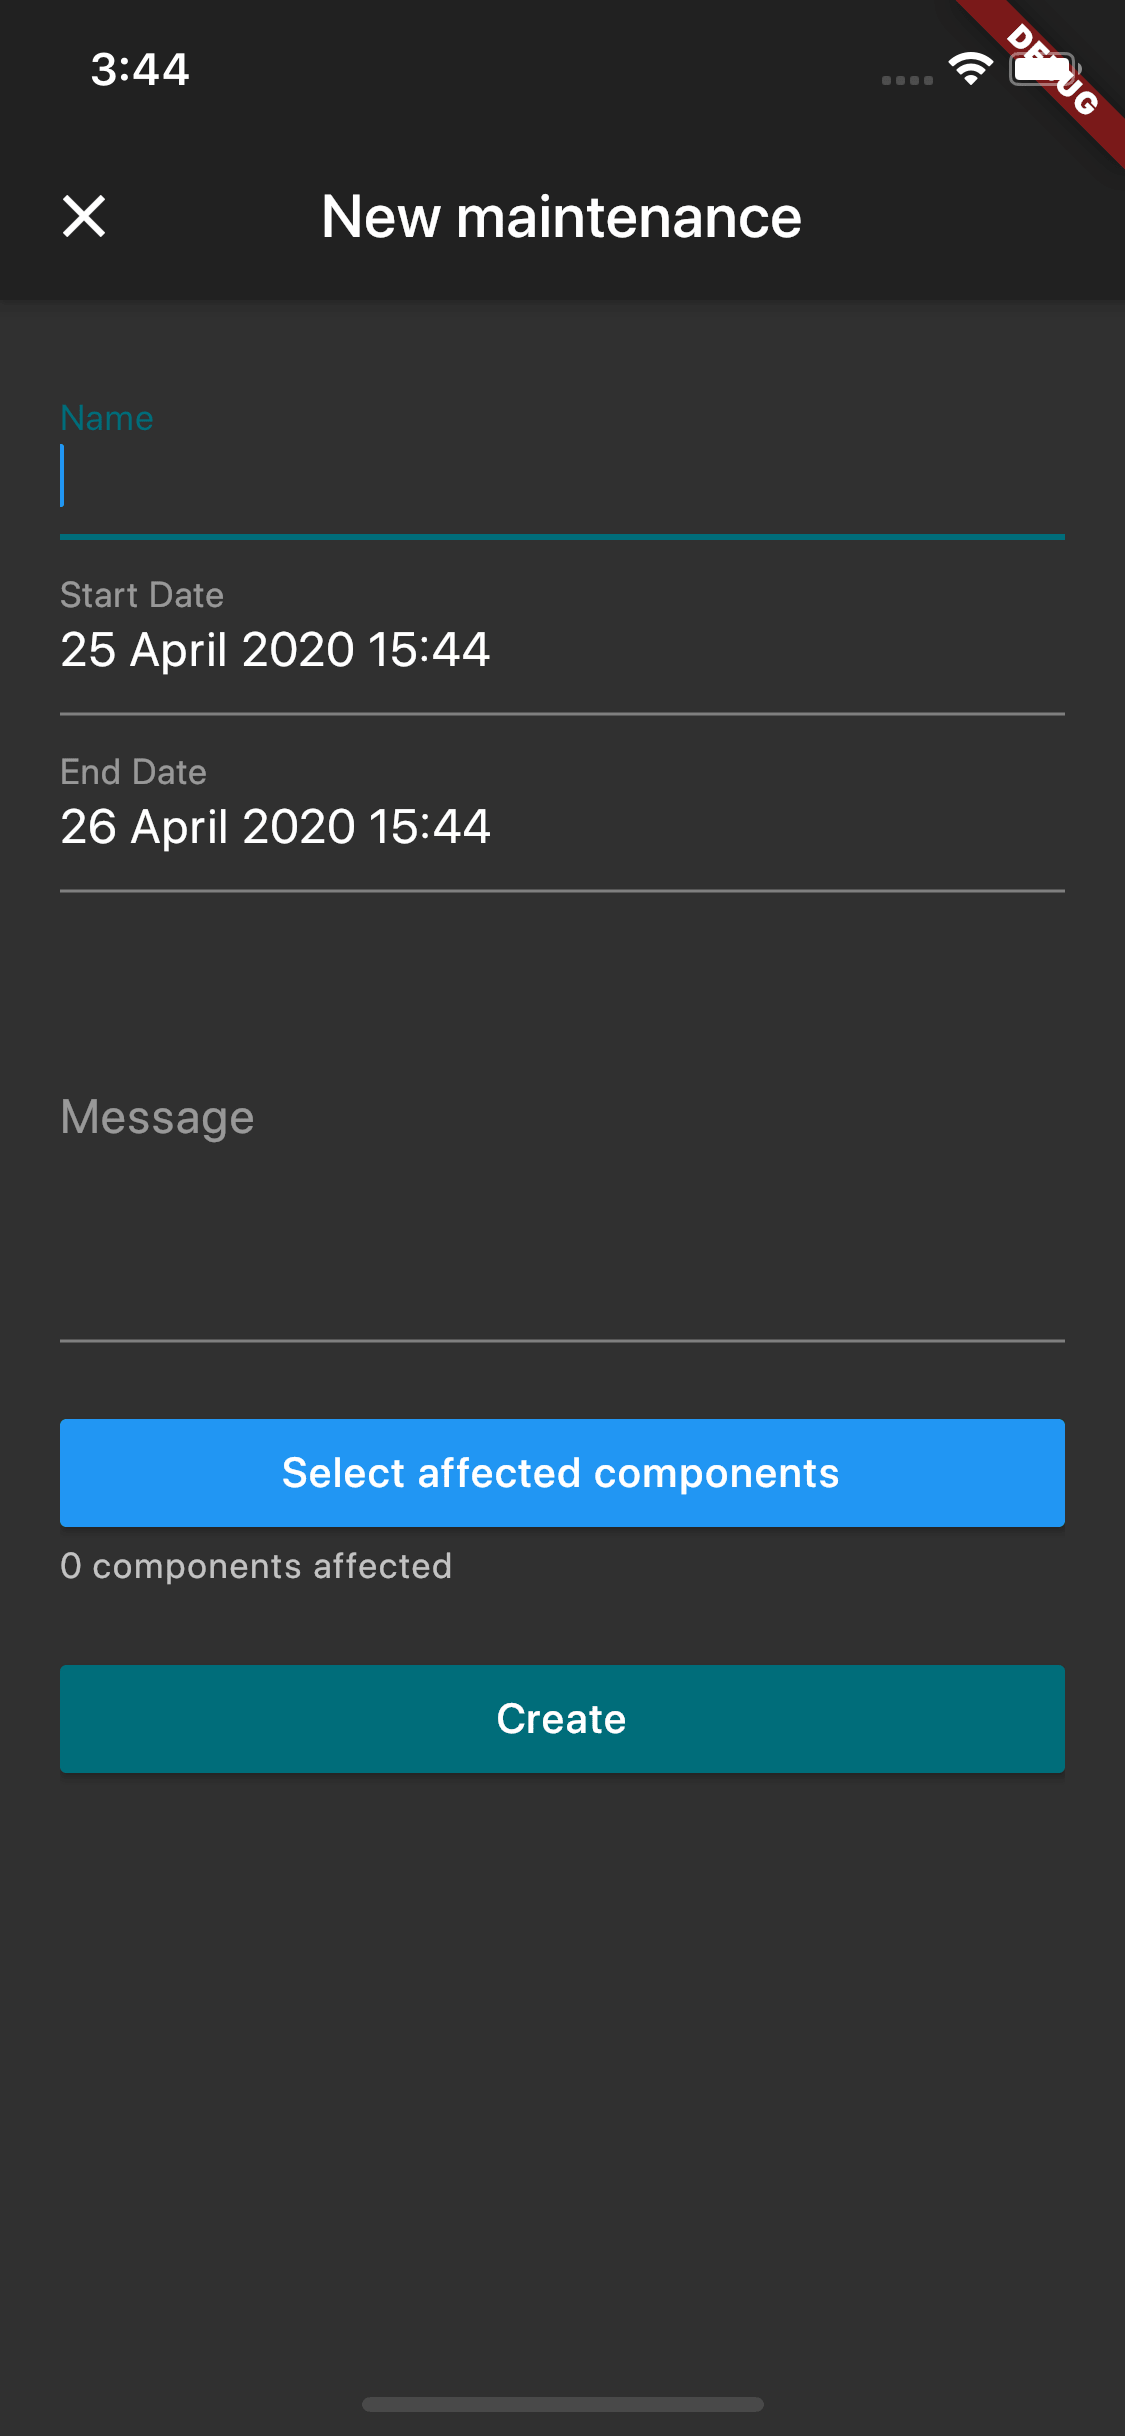 3:44
DEBUG
New maintenance
Name
Start Date
25 April 2020 15:44
End Date
26 April 2020 15:44
Message
Select affected components
0 components affected
Create